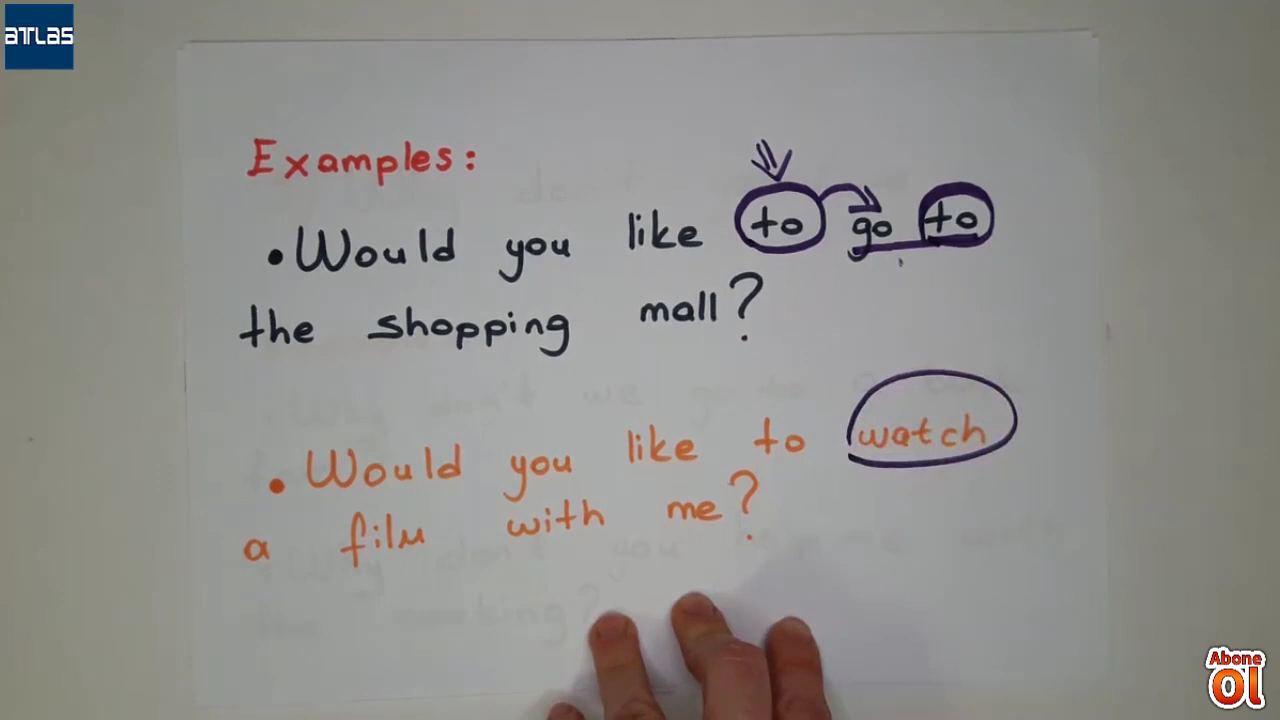 ATLAS
Examples:
• Would you like to go to
the shopping mall?
• Would you like to watch
a film with me?
Abone
Ol